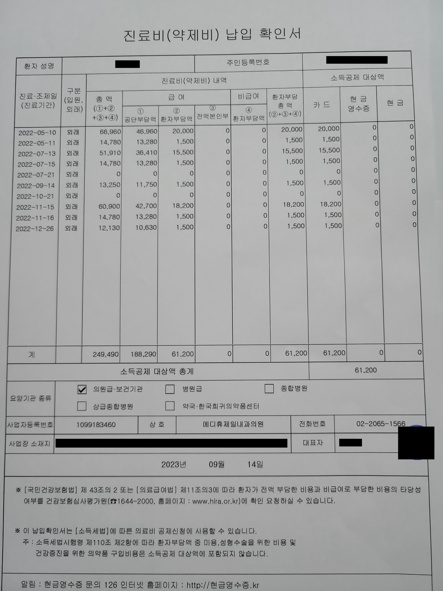 진료비(약제비) 납입 확인서
환자 성명 주민등록번호
진료·조제일 (진료기간) 구분 (입원, 외래) 진료비(약제비) 내역 소득공제 대상액
총 액 (①+②+③+④) 급 여 비급여 환자부담 총 액 (②+③+④) 카 드 현 금 영수증 현 금
① 공단부담액 ② 환자부담액 ③ 전액본인부 ④ 환자부담액
2022-05-10 외래 66,960 46,960 20,000 0 0 20,000 20,000 0 0
2022-05-11 외래 14,780 13,280 1,500 0 0 1,500 1,500 0 0
2022-07-13 외래 51,910 36,410 15,500 0 0 15,500 15,500 0 0
2022-07-15 외래 14,780 13,280 1,500 0 0 1,500 1,500 0 0
2022-07-21 외래 0 0 0 0 0 0 0 0 0
2022-09-14 외래 13,250 11,750 1,500 0 0 1,500 1,500 0 0
2022-10-21 외래 0 0 0 0 0 0 0 0 0
2022-11-15 외래 60,900 42,700 18,200 0 0 18,200 18,200 0 0
2022-11-16 외래 14,780 13,280 1,500 0 0 1,500 1,500 0 0
2022-12-26 외래 12,130 10,630 1,500 0 0 1,500 1,500 0 0
계 249,490 188,290 61,200 0 0 61,200 61,200 0 0
소득공제 대상액 총계 61,200
요양기관 종류 의원급·보건기관 병원급 종합병원
상급종합병원 약국·한국희귀의약품센터
사업자등록번호 1099183460 상 호 메디휴제일내과의원 전화번호 02-2065-1566
사업장 소재지 대표자
2023년 09월 14일
※ [국민건강보험법] 제 43조의 2 또는 [의료급여법] 제11조의3에 따라 환자가 전액 부담한 비용과 비급여로 부담한 비용의 타당성
여부를 건강보험심사평가원(☎1644-2000, 홈페이지 : www.hira.or.kr)에 확인 요청하실 수 있습니다.
※ 이 납입확인서는 [소득세법]에 따른 의료비 공제신청에 사용할 수 있습니다.
주 : 소득세법시행령 제110조 제2항에 따라 환자부담액 중 미용,성형수술을 위한 비용 및
건강증진을 위한 의약품 구입비용은 소득공제 대상액에 포함되지 않습니다.
알림 : 현금영수증 문의 126 인터넷 홈페이지 : http://현금영수증.kr